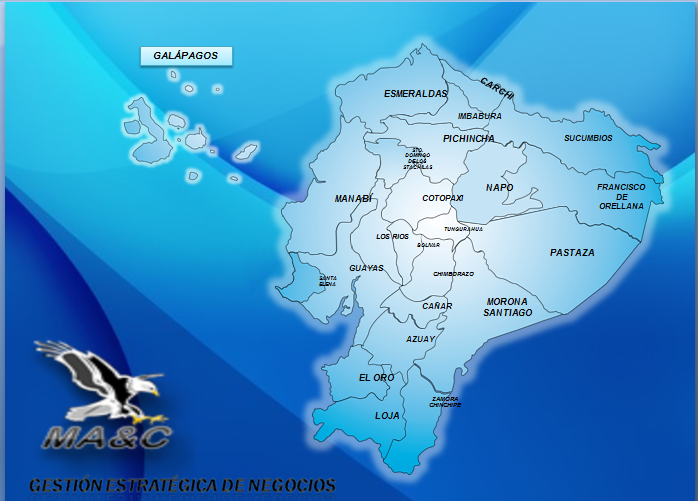 GALÁPAGOS
CARCHI
ESMERALDAS
IMBABURA
PICHINCHA
SUCUMBIOS
STO.
DOMINGO
DE LOS
STACHILAS
NAPO
FRANCISCO
DE
ORELLANA
MANABÍ
COTOPAXI
TUNGURAHUA
LOS RIOS
BOLIVAR
PASTAZA
GUAYAS
SANTA
ELENA
CHIMBORAZO
MORONA
SANTIAGO
CAÑAR
AZUAY
EL ORO
ZAMORA
CHINCHIPE
LOJA
MA&C
GESTIÓN ESTRATÉGICA DE NEGOCIOS